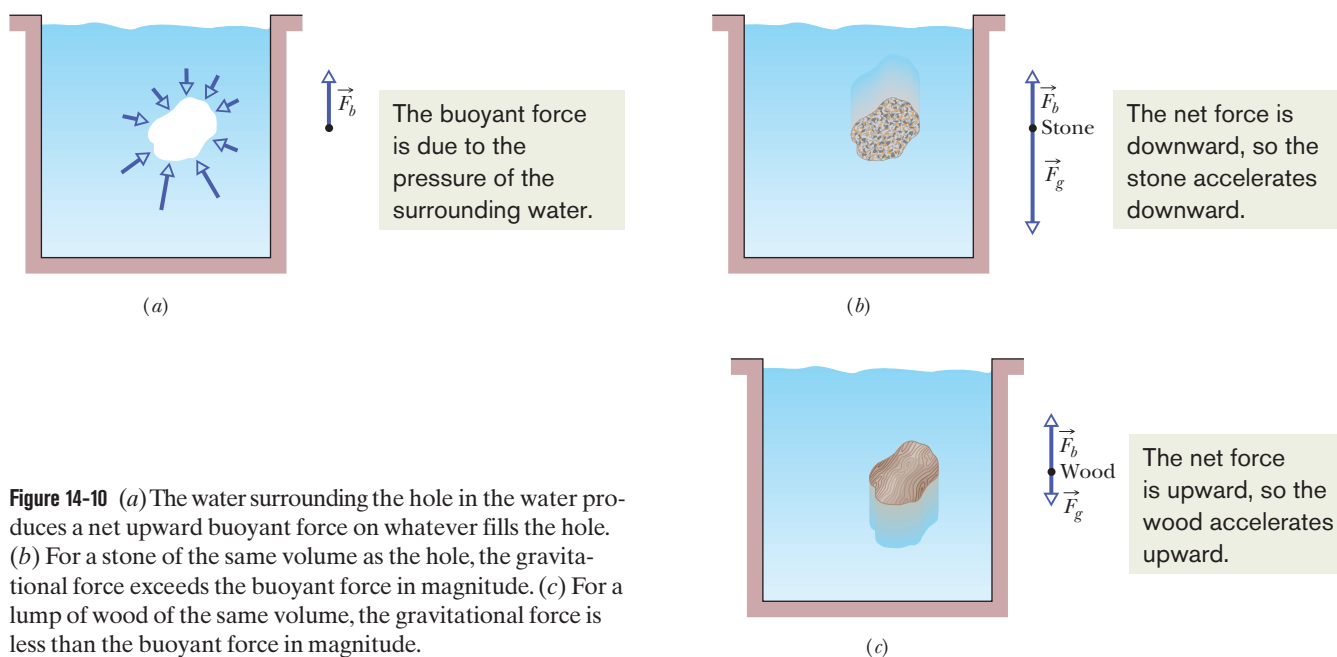 F_b
The buoyant force
is due to the
pressure of the
surrounding water.
(a)
F_b
Stone
F_g
The net force is
downward, so the
stone accelerates
downward.
(b)
F_b
Wood
F_g
The net force
is upward, so the
wood accelerates
upward.
(c)
Figure 14-10 (a) The water surrounding the hole in the water pro-
duces a net upward buoyant force on whatever fills the hole.
(b) For a stone of the same volume as the hole, the gravita-
tional force exceeds the buoyant force in magnitude. (c) For a
lump of wood of the same volume, the gravitational force is
less than the buoyant force in magnitude.